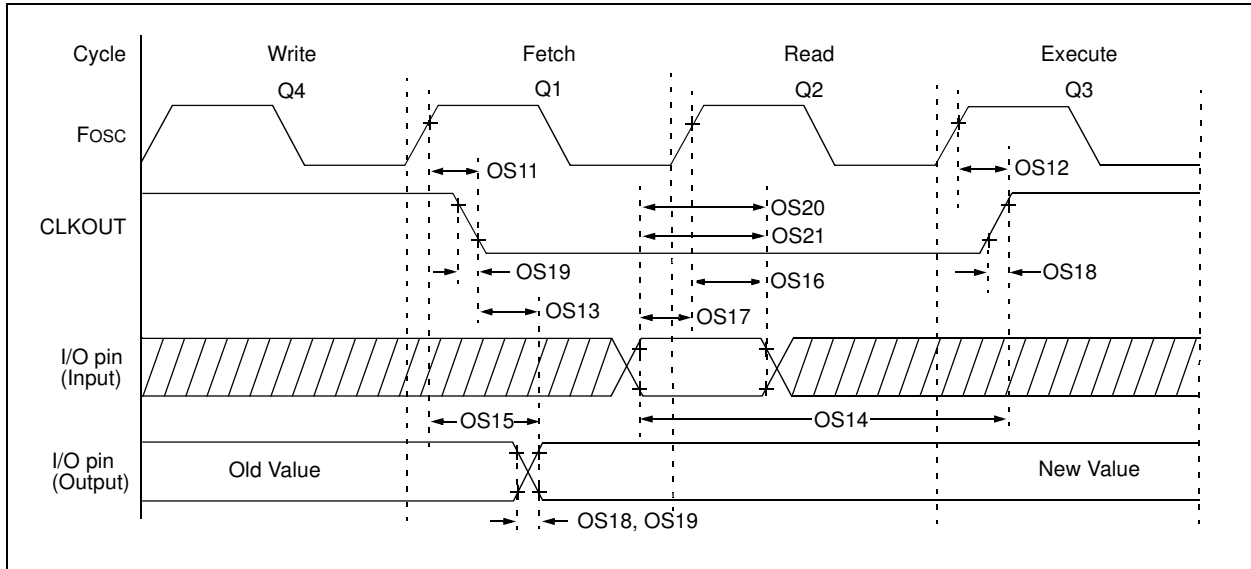 Cycle Write Fetch Read Execute
Q4 Q1 Q2 Q3
FOSC
OS11 OS12
OS20
CLKOUT OS21
OS19 OS16 OS18
OS13 OS17
I/O pin
(Input)
OS15 OS14
I/O pin
(Output)
Old Value New Value
OS18, OS19